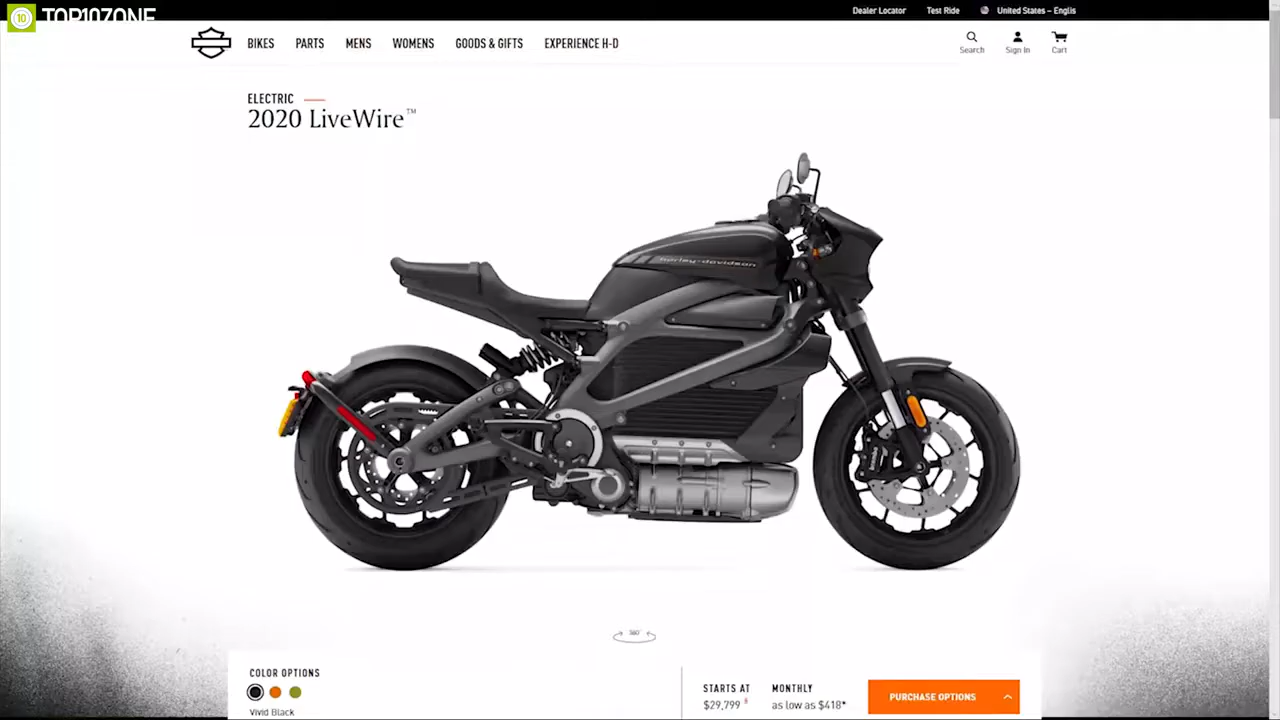 TOP10ZONE
10
Dealer Locator
Test Ride
United States – Englis
BIKES
PARTS
MENS
WOMENS
GOODS & GIFTS
EXPERIENCE H-D
Search
Sign In
Cart
ELECTRIC
2020 LiveWire™
harley-davidson
360°
COLOR OPTIONS
Vivid Black
STARTS AT
$29,799
MONTHLY
as low as $418*
PURCHASE OPTIONS